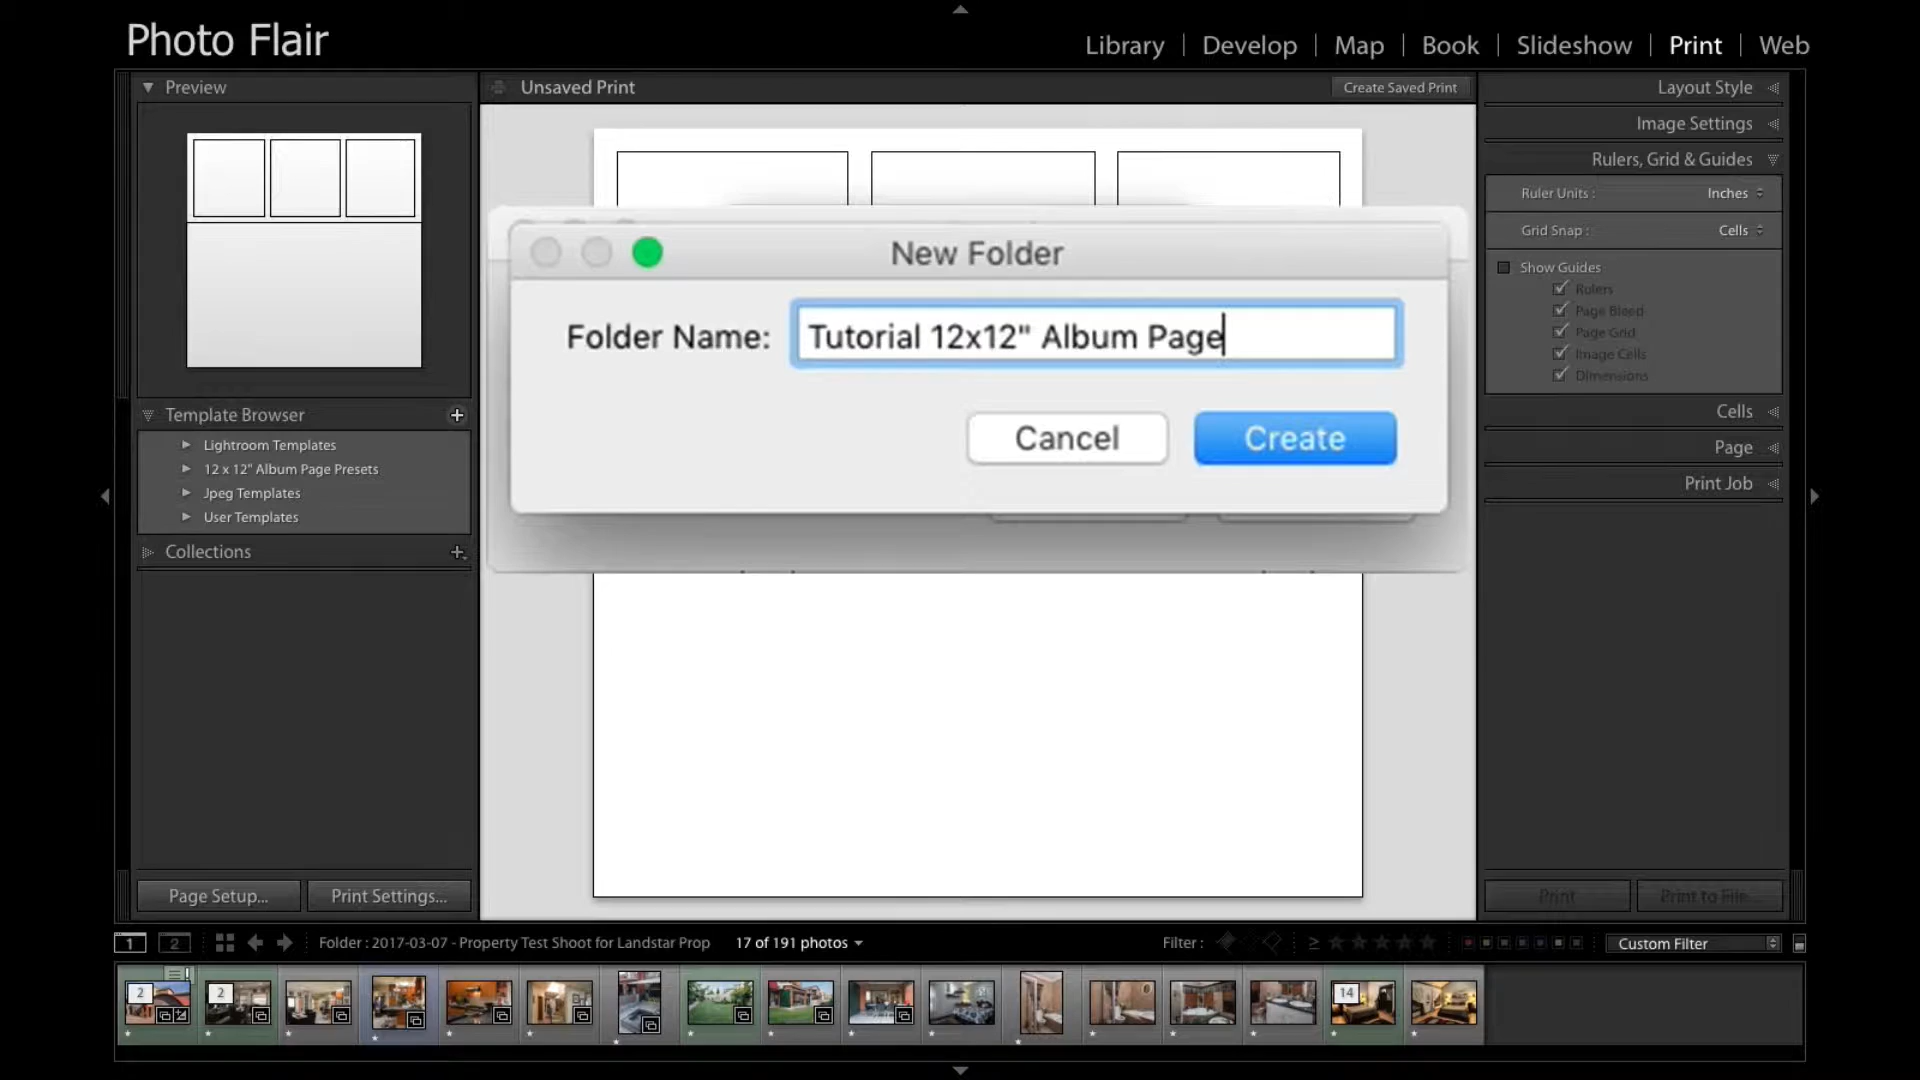 Photo Flair
Library | Develop | Map | Book | Slideshow | Print | Web
Preview
Unsaved Print
Create Saved Print
Layout Style
Image Settings
Rulers, Grid & Guides
Ruler Units : Inches
Grid Snap : Cells
Show Guides
Rulers
Page Bleed
Page Grid
Image Cells
Dimensions
Cells
Page
Print Job
New Folder
Folder Name: Tutorial 12x12" Album Page
Cancel
Create
Template Browser
Lightroom Templates
12 x 12" Album Page Presets
Jpeg Templates
User Templates
Collections
Page Setup...
Print Settings...
Print
Print to File...
1 2 Folder : 2017-03-07 - Property Test Shoot for Landstar Prop 17 of 191 photos
Filter :
Custom Filter
2
2
14